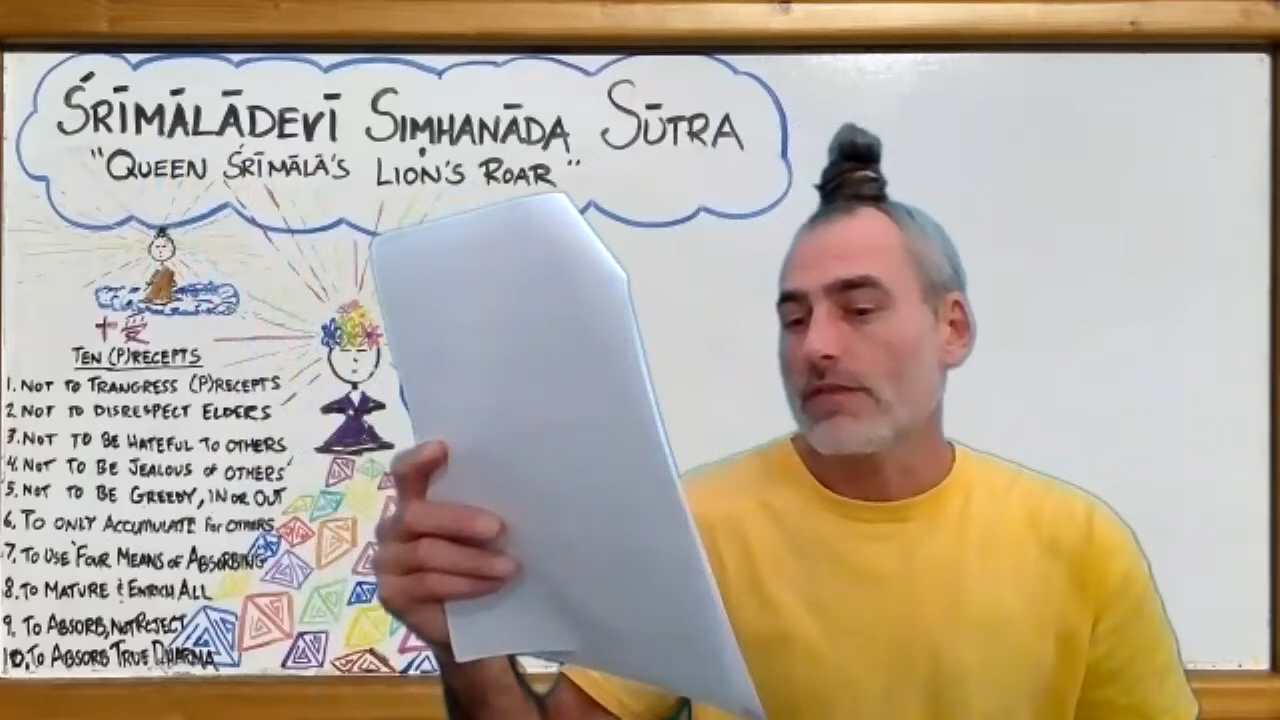 ŚRĪMĀLĀDEVĪ SIṂHANĀDA SŪTRA
"QUEEN ŚRĪMĀLĀ'S LION'S ROAR"
十受
TEN (P)RECEPTS
1. NOT TO TRANGRESS (P)RECEPTS
2. NOT TO DISRESPECT ELDERS
3. NOT TO BE HATEFUL TO OTHERS
4. NOT TO BE JEALOUS of OTHERS'
5. NOT TO BE GREEDY, IN OR OUT
6. TO ONLY ACCUMULATE for OTHERS
7. TO USE 'FOUR MEANS OF ABSORBING'
8. TO MATURE & ENRICH ALL
9. TO ABSORB, NOT REJECT
10. TO ABSORB TRUE DHARMA